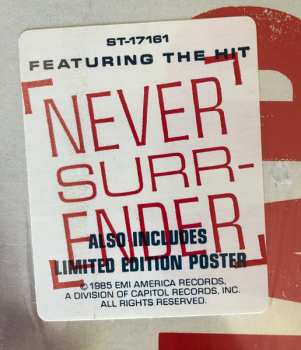 ST-17161
FEATURING THE HIT
NEVER
SURR-
ENDER
ALSO INCLUDES
LIMITED EDITION POSTER
© 1985 EMI AMERICA RECORDS,
A DIVISION OF CAPITOL RECORDS, INC.
ALL RIGHTS RESERVED.